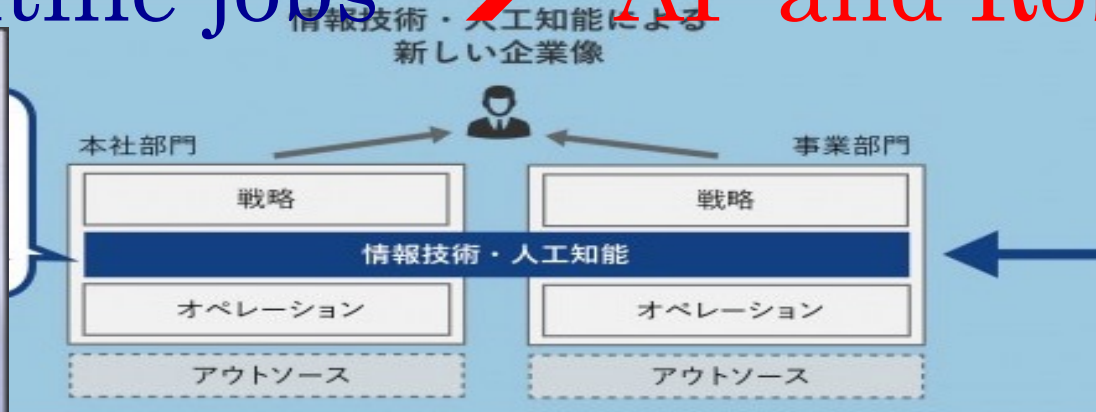 jobs AI and
情報技術・人工知能による
新しい企業像
本社部門 事業部門
戦略 戦略
情報技術・人工知能
オペレーション オペレーション
アウトソース アウトソース